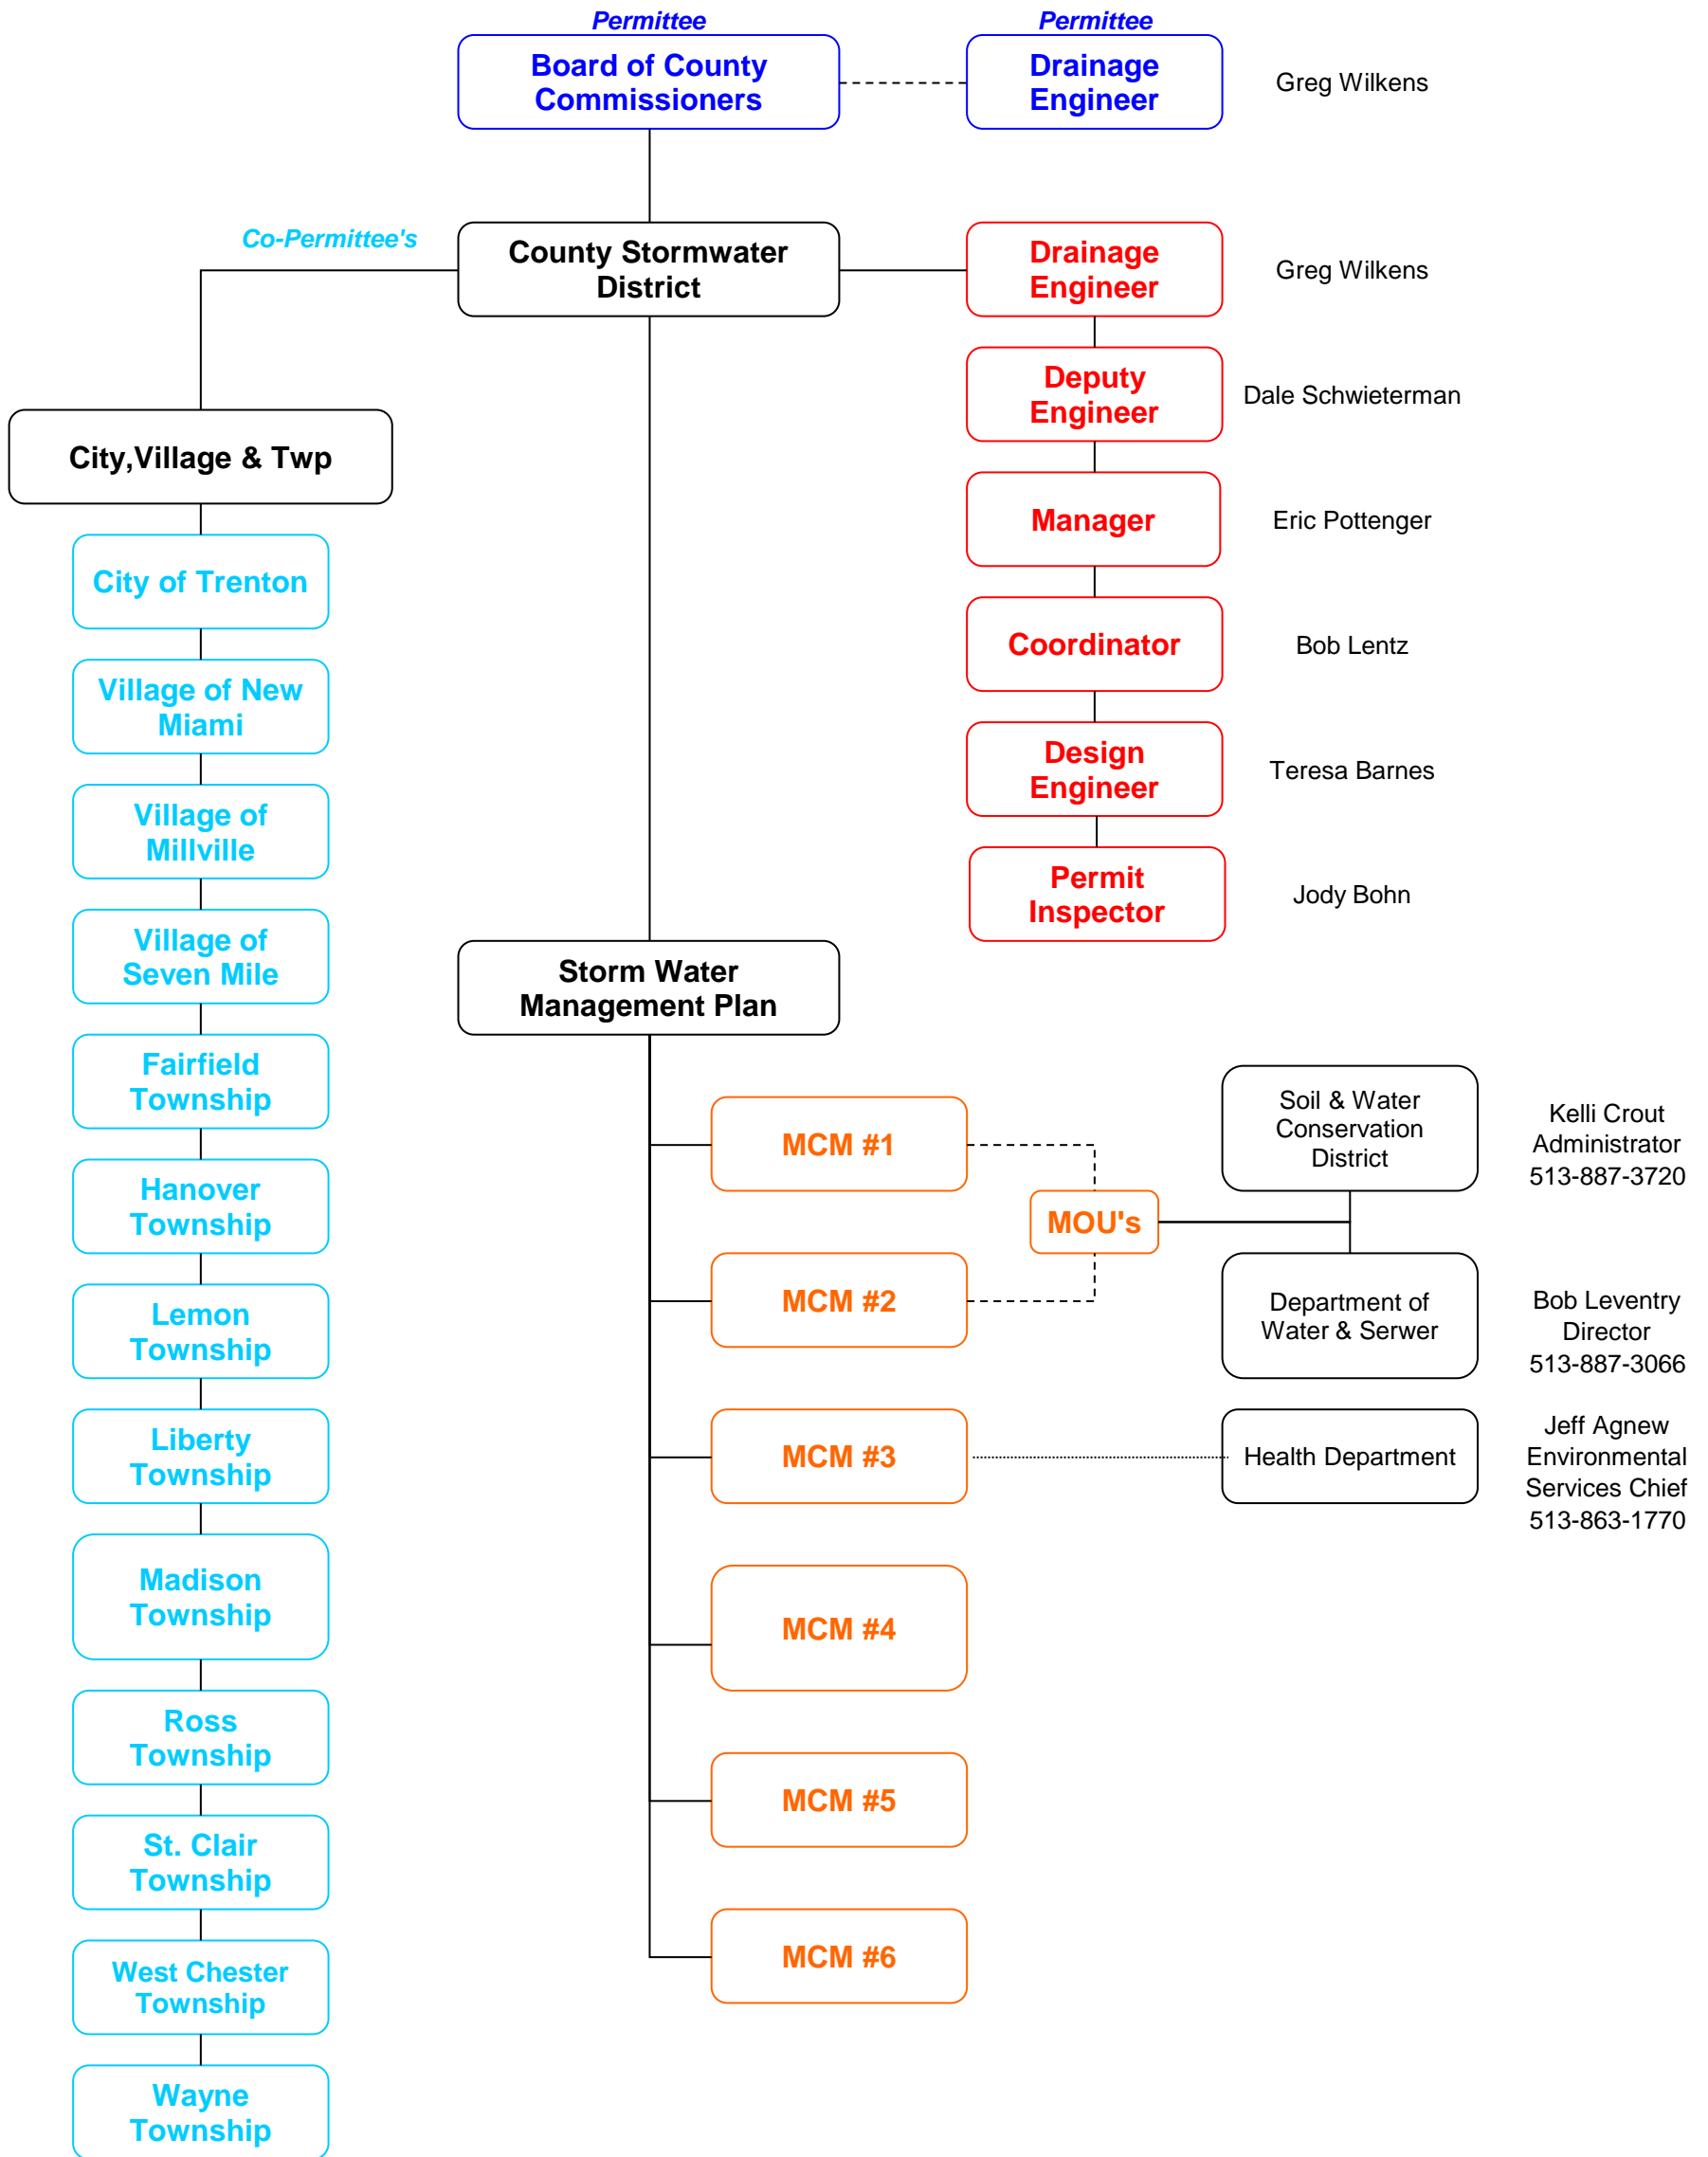 Permittee
Permittee
Board of County
Commissioners
Drainage
Engineer
Greg Wilkens
Co-Permittee's
County Stormwater
District
Drainage
Engineer
Greg Wilkens
Deputy
Engineer
Dale Schwieterman
City,Village & Twp
Manager
Eric Pottenger
City of Trenton
Coordinator
Bob Lentz
Village of New
Miami
Design
Engineer
Teresa Barnes
Village of
Millville
Permit
Inspector
Jody Bohn
Village of
Seven Mile
Storm Water
Management Plan
Fairfield
Township
MCM #1
Soil & Water
Conservation
District
Kelli Crout
Administrator
513-887-3720
Hanover
Township
MOU's
Lemon
Township
MCM #2
Department of
Water & Serwer
Bob Leventry
Director
513-887-3066
Liberty
Township
MCM #3
Health Department
Jeff Agnew
Environmental
Services Chief
513-863-1770
Madison
Township
MCM #4
Ross
Township
MCM #5
St. Clair
Township
West Chester
Township
MCM #6
Wayne
Township